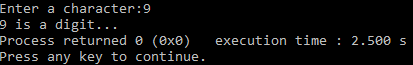 Enter a character:9
9 is a digit...
Process returned 0 (0x0)   execution time : 2.500 s
Press any key to continue.